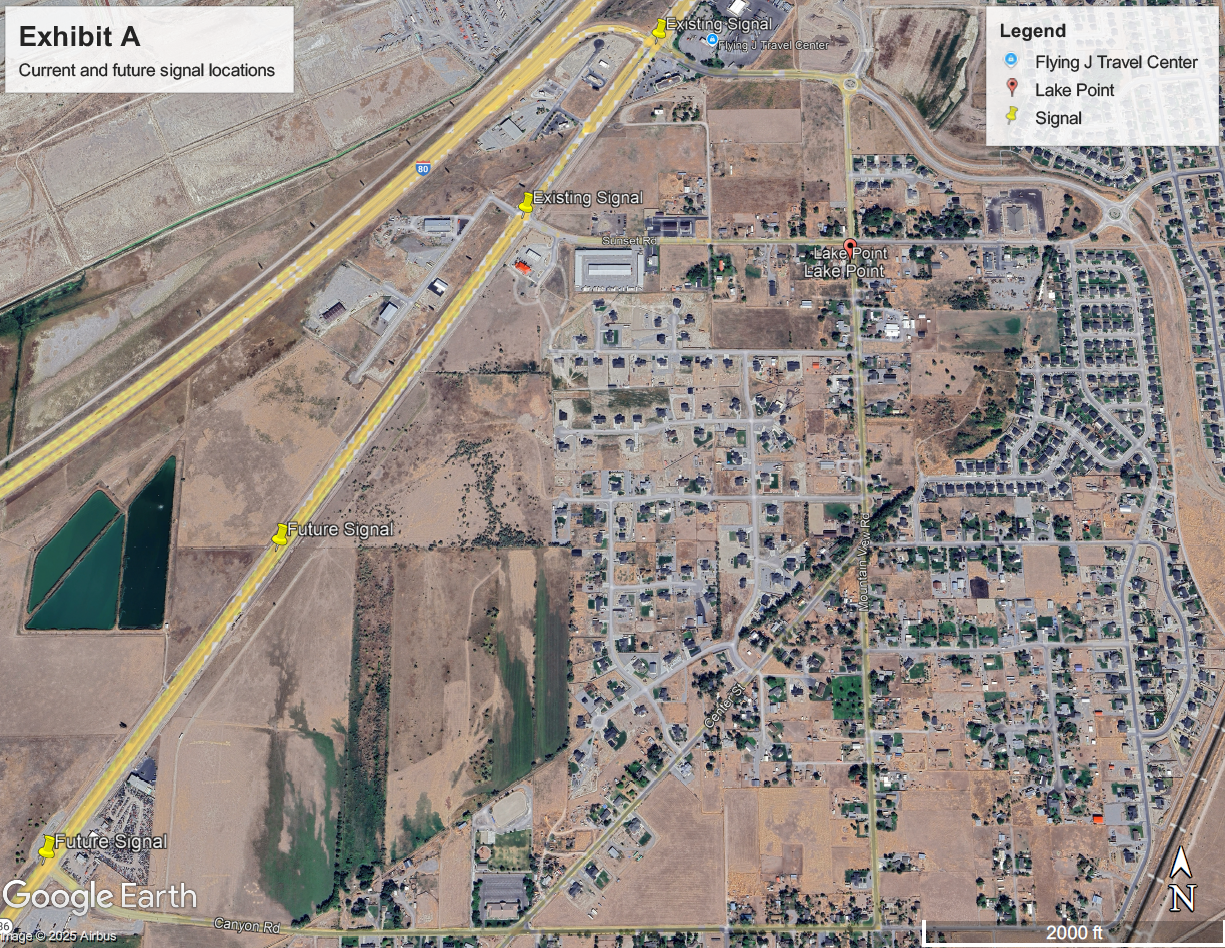 Exhibit A
Current and future signal locations
Existing Signal
Flying J Travel Center
Legend
Flying J Travel Center
Lake Point
Signal
80
Existing Signal
Sunset Rd
Lake Point
Lake Point
Future Signal
Mountain View Rd
Center St
Future Signal
Google Earth
Canyon Rd
36
Image © 2025 Airbus
N
2000 ft